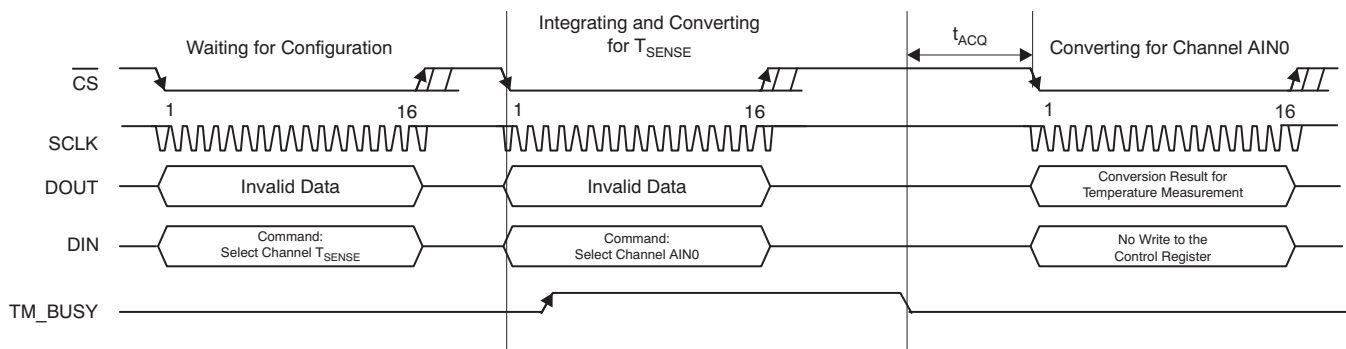 Waiting for Configuration
Integrating and Converting
for TSENSE
tACQ
Converting for Channel AIN0
CS
1
16
1
16
1
16
SCLK
DOUT
Invalid Data
Invalid Data
Conversion Result for
Temperature Measurement
DIN
Command:
Select Channel TSENSE
Command:
Select Channel AIN0
No Write to the
Control Register
TM_BUSY